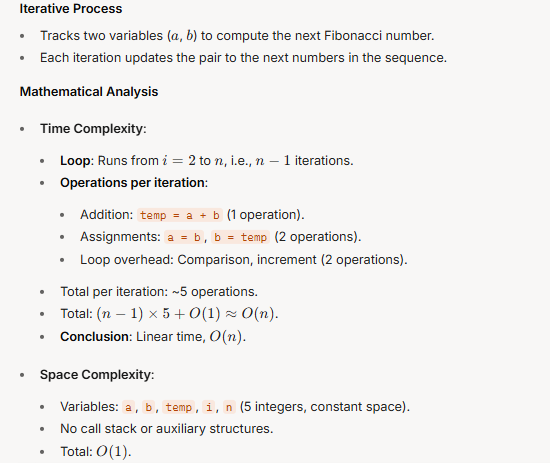 Iterative Process
• Tracks two variables (a, b) to compute the next Fibonacci number.
• Each iteration updates the pair to the next numbers in the sequence.
Mathematical Analysis
• Time Complexity:
• Loop: Runs from i = 2 to n, i.e., n − 1 iterations.
• Operations per iteration:
• Addition: temp = a + b (1 operation).
• Assignments: a = b, b = temp (2 operations).
• Loop overhead: Comparison, increment (2 operations).
• Total per iteration: ~5 operations.
• Total: (n − 1) × 5 + O(1) ≈ O(n).
• Conclusion: Linear time, O(n).
• Space Complexity:
• Variables: a, b, temp, i, n (5 integers, constant space).
• No call stack or auxiliary structures.
• Total: O(1).